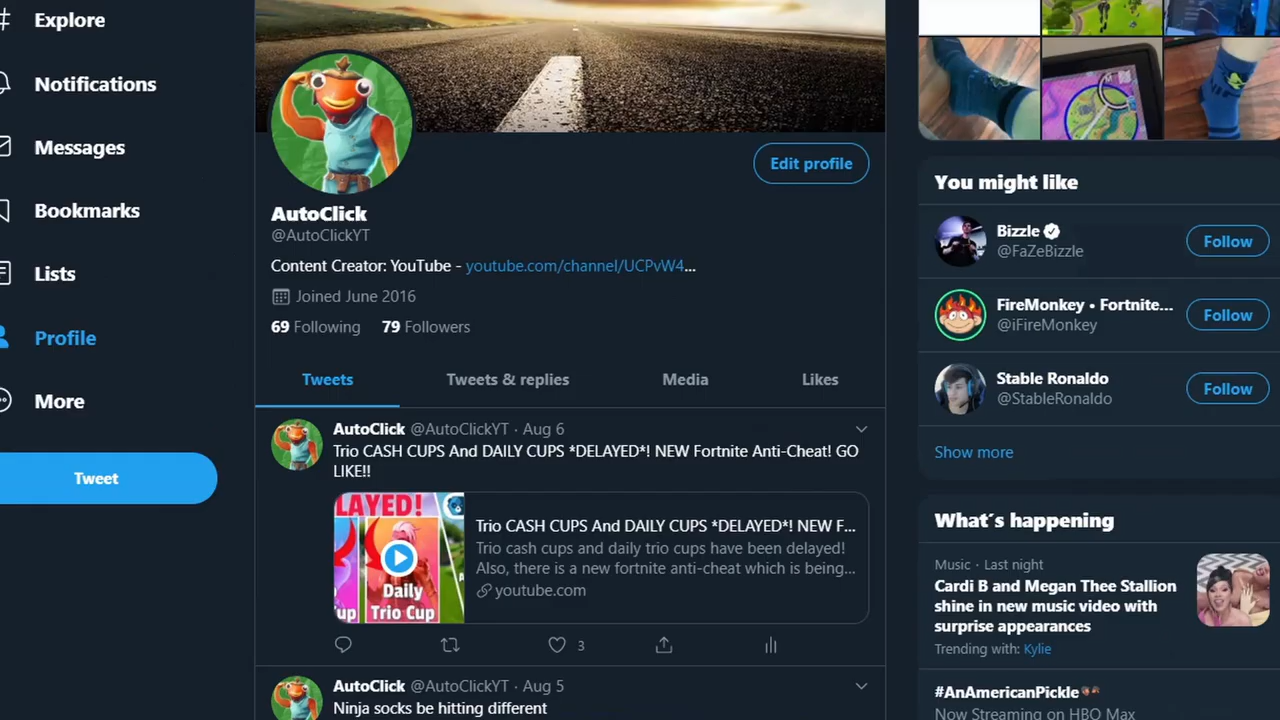 Explore
Notifications
Messages
Bookmarks
Lists
Profile
More
Tweet
Edit profile
AutoClick
@AutoClickYT
Content Creator: YouTube - youtube.com/channel/UCPvW4...
Joined June 2016
69 Following 79 Followers
Tweets Tweets & replies Media Likes
AutoClick @AutoClickYT · Aug 6
Trio CASH CUPS And DAILY CUPS *DELAYED*! NEW Fortnite Anti-Cheat! GO
LIKE!!
LAYED!
Daily
Trio Cup
up
Trio CASH CUPS And DAILY CUPS *DELAYED*! NEW F...
Trio cash cups and daily trio cups have been delayed!
Also, there is a new fortnite anti-cheat which is being...
youtube.com
3
AutoClick @AutoClickYT · Aug 5
Ninja socks be hitting different
You might like
Bizzle
@FaZeBizzle
Follow
FireMonkey • Fortnite...
@iFireMonkey
Follow
Stable Ronaldo
@StableRonaldo
Follow
Show more
What´s happening
Music · Last night
Cardi B and Megan Thee Stallion
shine in new music video with
surprise appearances
Trending with: Kylie
#AnAmericanPickle
Now Streaming on HBO Max